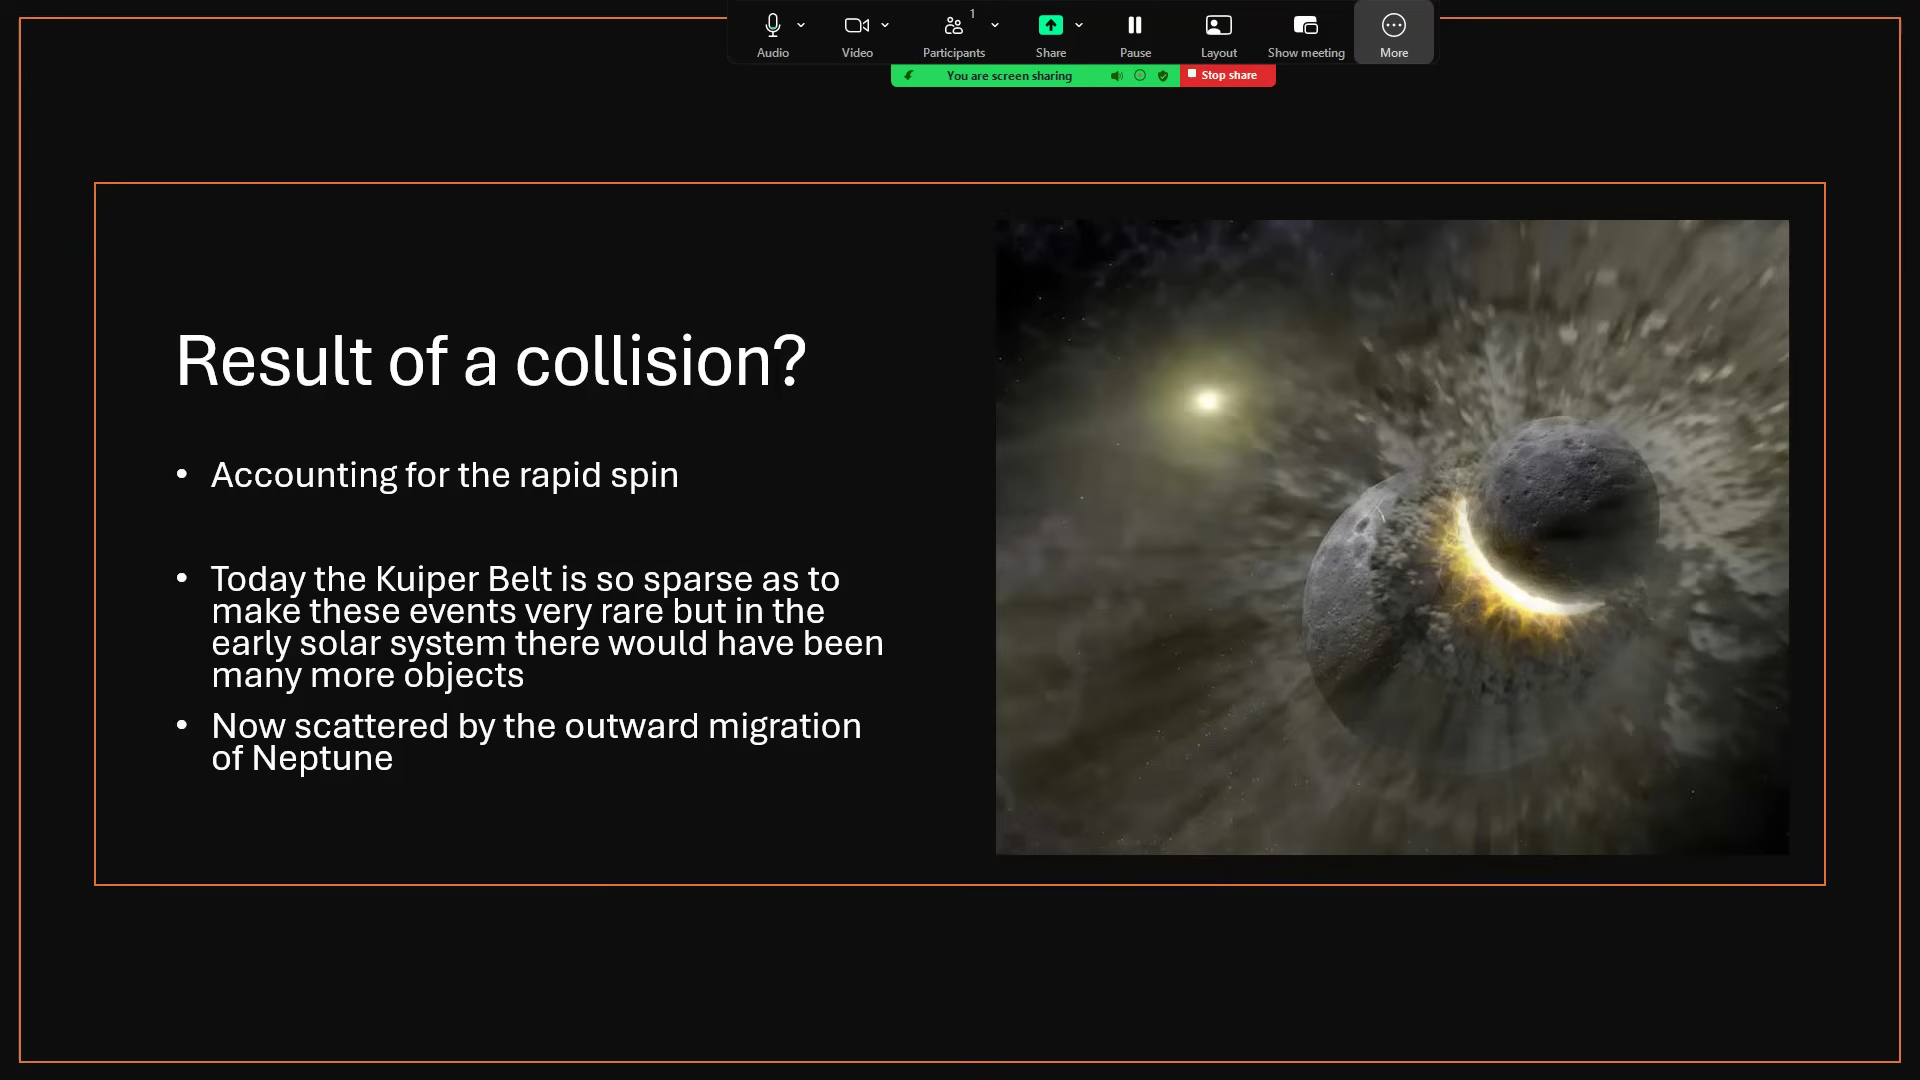 1
Audio
Video
Participants
Share
Pause
Layout
Show meeting
More
You are screen sharing
Stop share
Result of a collision?
• Accounting for the rapid spin
• Today the Kuiper Belt is so sparse as to
make these events very rare but in the
early solar system there would have been
many more objects
• Now scattered by the outward migration
of Neptune